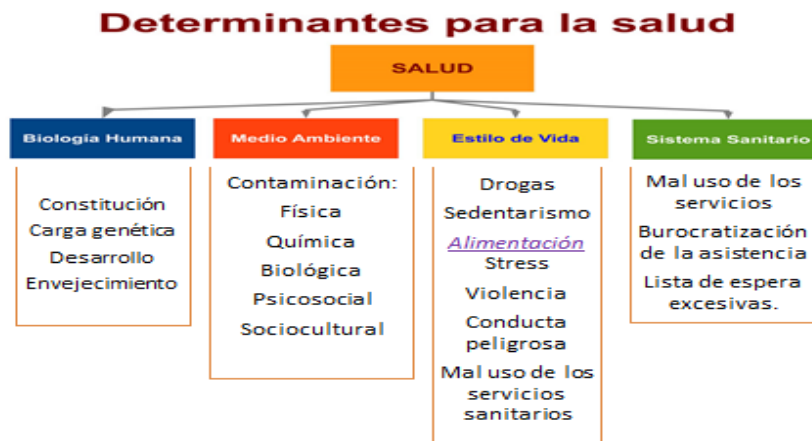 Determinantes para la salud
SALUD
Biología Humana
Constitución
Carga genética
Desarrollo
Envejecimiento
Medio Ambiente
Contaminación:
Física
Química
Biológica
Psicosocial
Sociocultural
Estilo de Vida
Drogas
Sedentarismo
Alimentación
Stress
Violencia
Conducta
peligrosa
Mal uso de los
servicios
sanitarios
Sistema Sanitario
Mal uso de los
servicios
Burocratización
de la asistencia
Lista de espera
excesivas.